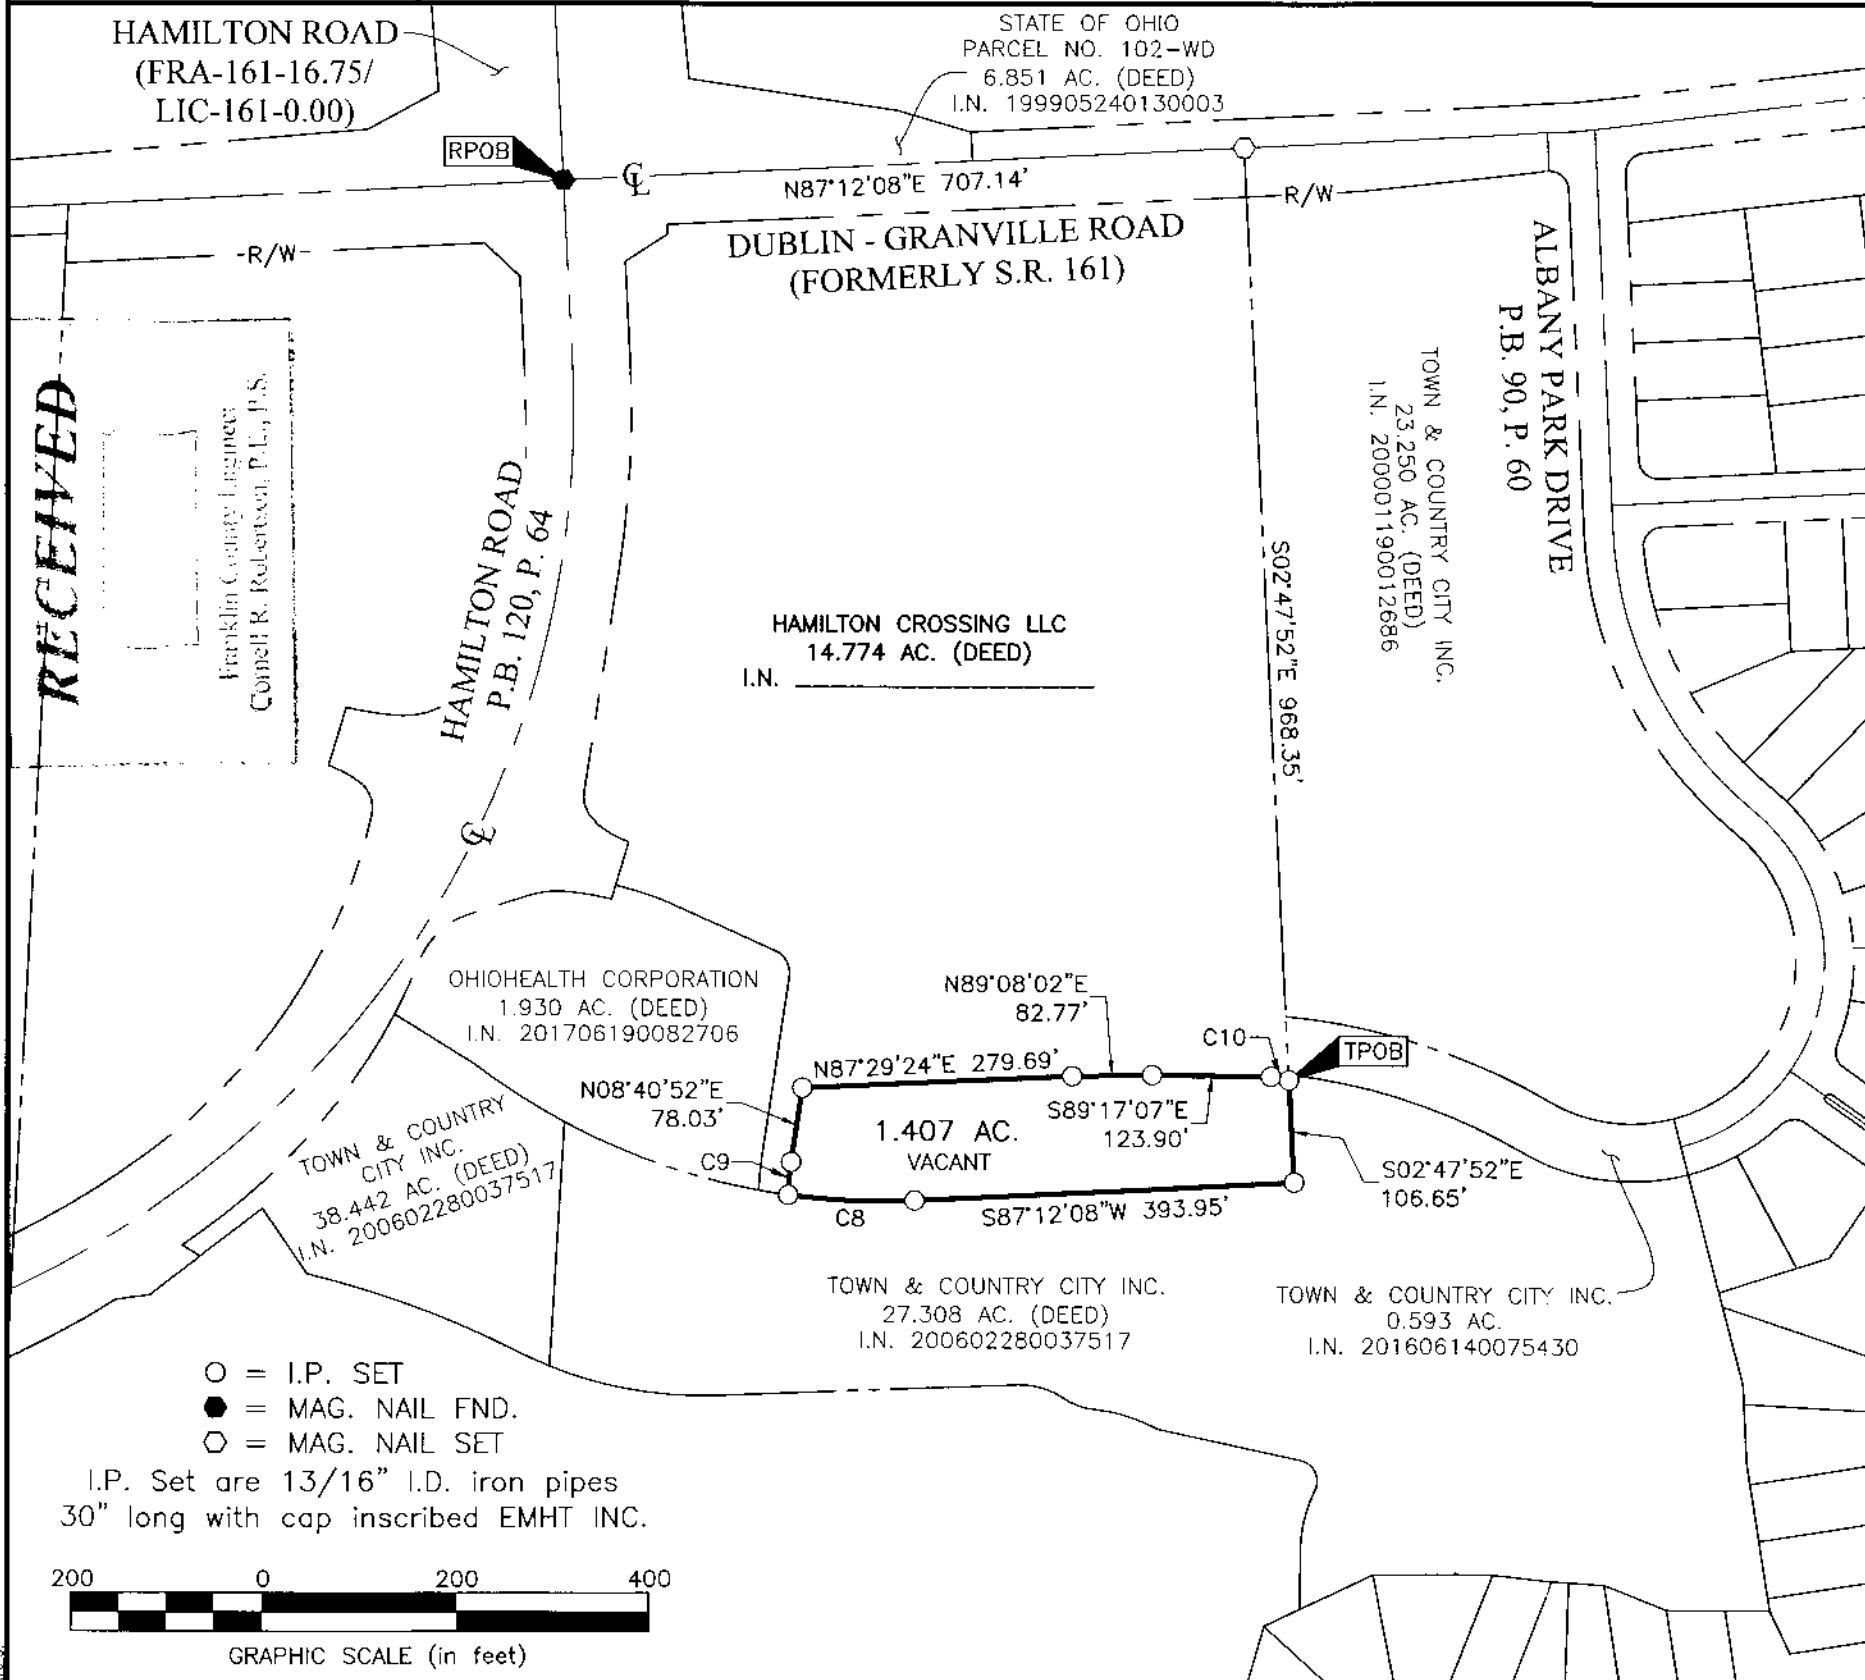 HAMILTON ROAD
(FRA-161-16.75/
LIC-161-0.00)
STATE OF OHIO
PARCEL NO. 102-WD
6.851 AC. (DEED)
I.N. 199905240130003
RPOB
℄
N87°12'08"E 707.14'
-R/W-
-R/W-
DUBLIN - GRANVILLE ROAD
(FORMERLY S.R. 161)
ALBANY PARK DRIVE
P.B. 90, P. 60
TOWN & COUNTRY CITY INC.
23.250 AC. (DEED)
I.N. 200001190012686
RECEIVED
Franklin County Engineer
Cornell R. Robertson, P.E., P.S.
HAMILTON ROAD
P.B. 120, P. 64
S02°47'52"E 968.35'
HAMILTON CROSSING LLC
14.774 AC. (DEED)
I.N.
℄
OHIOHEALTH CORPORATION
1.930 AC. (DEED)
I.N. 201706190082706
N89°08'02"E
82.77'
C10
TPOB
N87°29'24"E 279.69'
N08°40'52"E
78.03'
S89°17'07"E
123.90'
1.407 AC.
VACANT
C9
S02°47'52"E
106.65'
C8
S87°12'08"W 393.95'
TOWN & COUNTRY
CITY INC.
38.442 AC. (DEED)
I.N. 200602280037517
TOWN & COUNTRY CITY INC.
27.308 AC. (DEED)
I.N. 200602280037517
TOWN & COUNTRY CITY INC.
0.593 AC.
I.N. 201606140075430
= I.P. SET
= MAG. NAIL FND.
= MAG. NAIL SET
I.P. Set are 13/16" I.D. iron pipes
30" long with cap inscribed EMHT INC.
200 0 200 400
GRAPHIC SCALE (in feet)